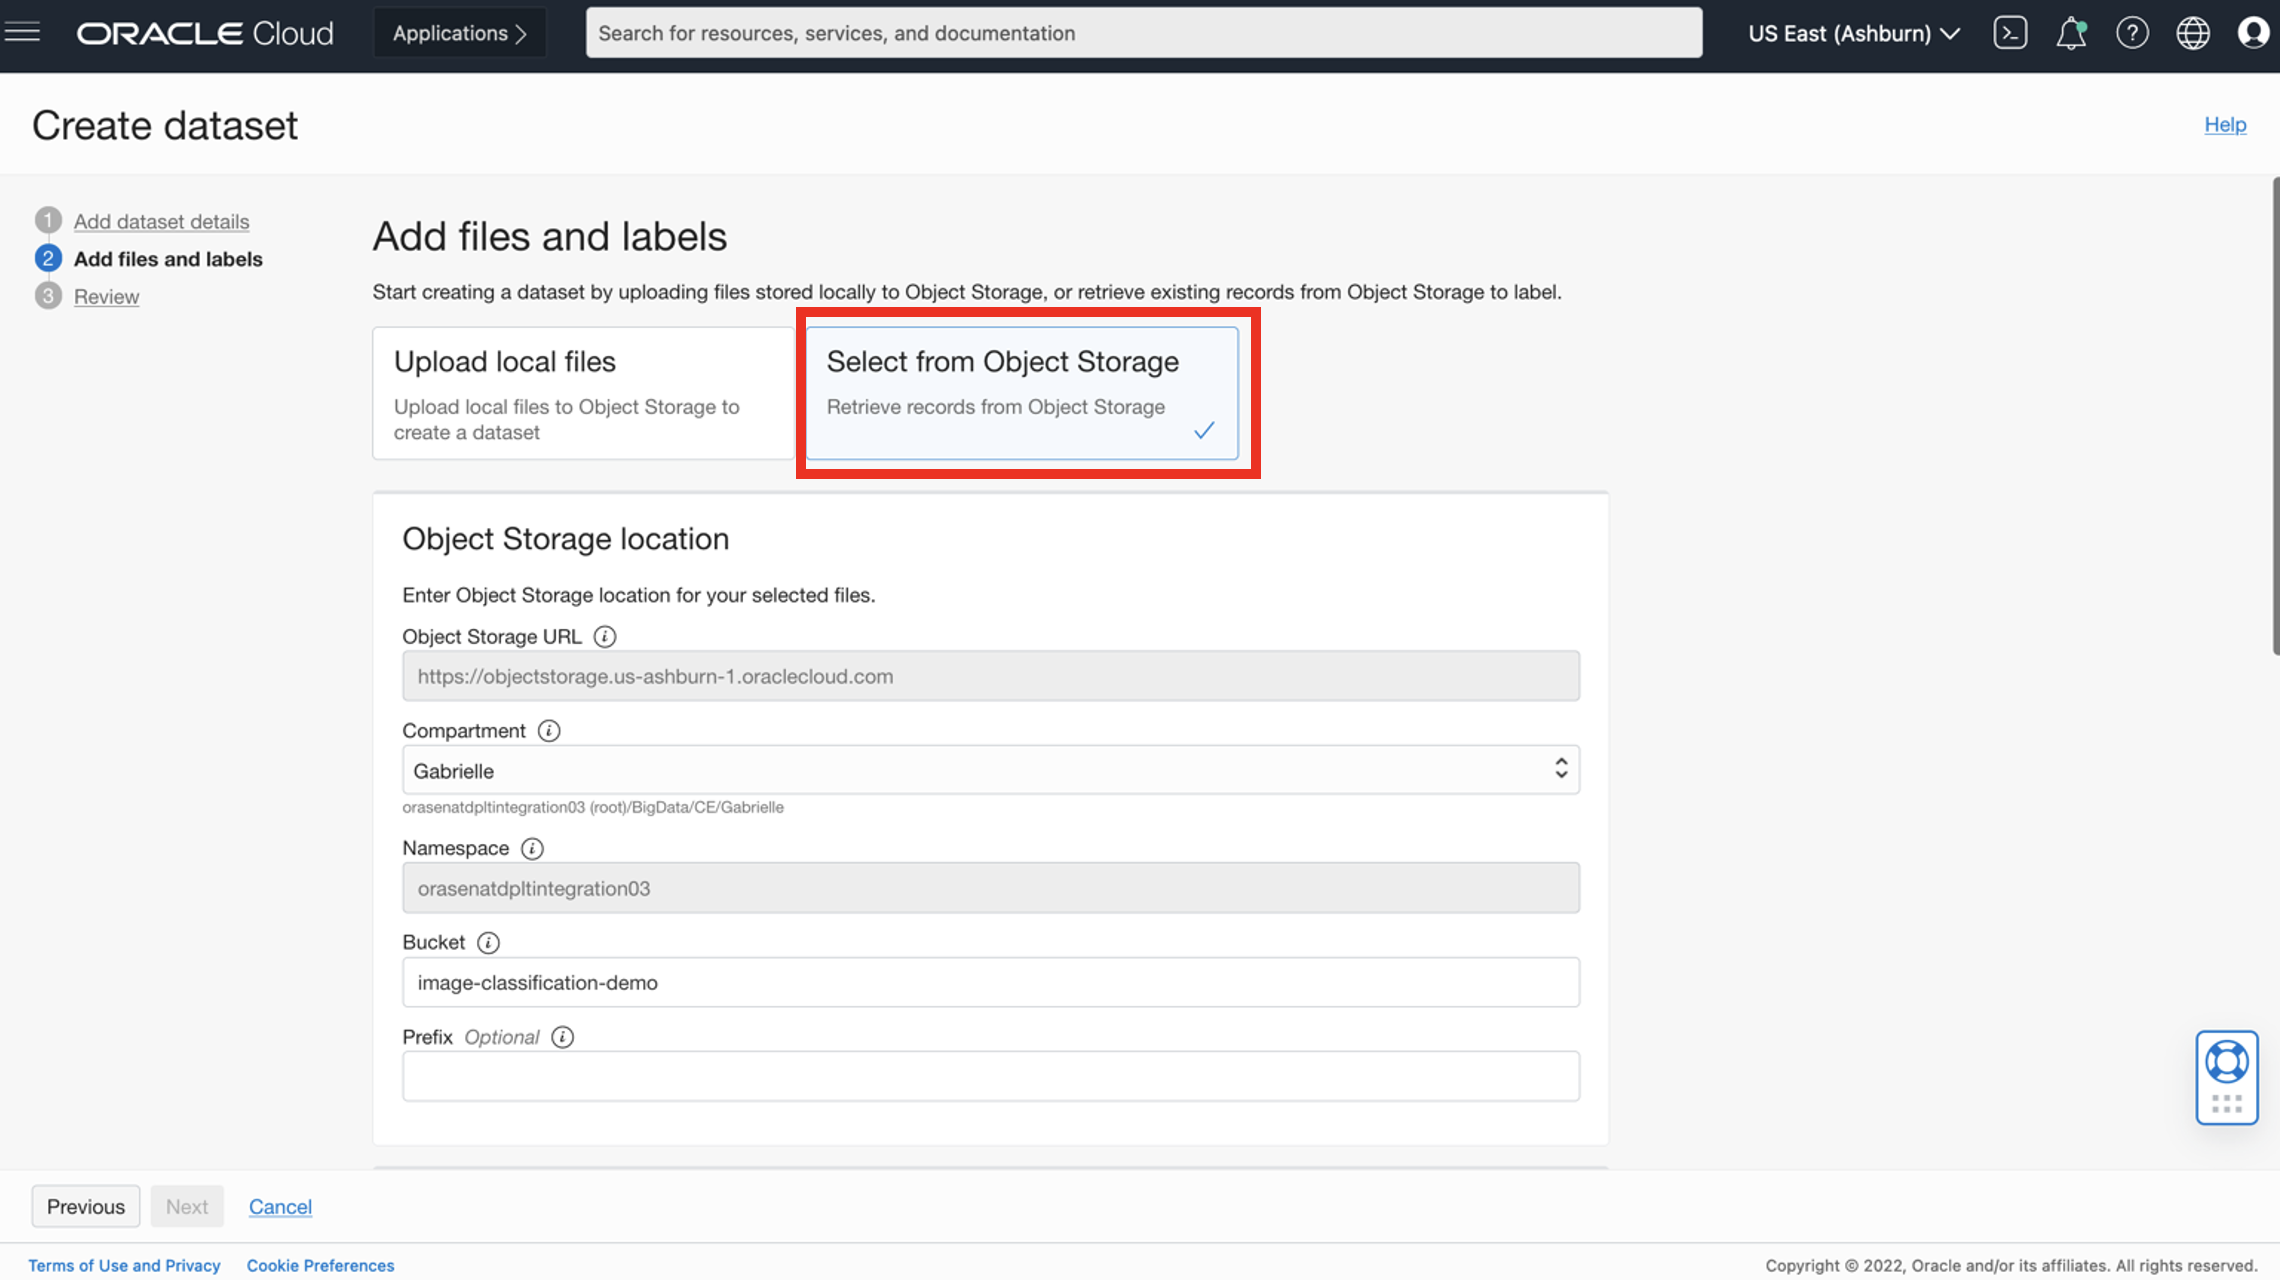 ORACLE Cloud
Applications
Search for resources, services, and documentation
US East (Ashburn)
Create dataset
Help
1 Add dataset details
2 Add files and labels
3 Review
Add files and labels
Start creating a dataset by uploading files stored locally to Object Storage, or retrieve existing records from Object Storage to label.
Upload local files
Upload local files to Object Storage to
create a dataset
Select from Object Storage
Retrieve records from Object Storage
Object Storage location
Enter Object Storage location for your selected files.
Object Storage URL
https://objectstorage.us-ashburn-1.oraclecloud.com
Compartment
Gabrielle
orasenatdpltintegration03 (root)/BigData/CE/Gabrielle
Namespace
orasenatdpltintegration03
Bucket
image-classification-demo
Prefix Optional
Previous
Next
Cancel
Terms of Use and Privacy
Cookie Preferences
Copyright © 2022, Oracle and/or its affiliates. All rights reserved.